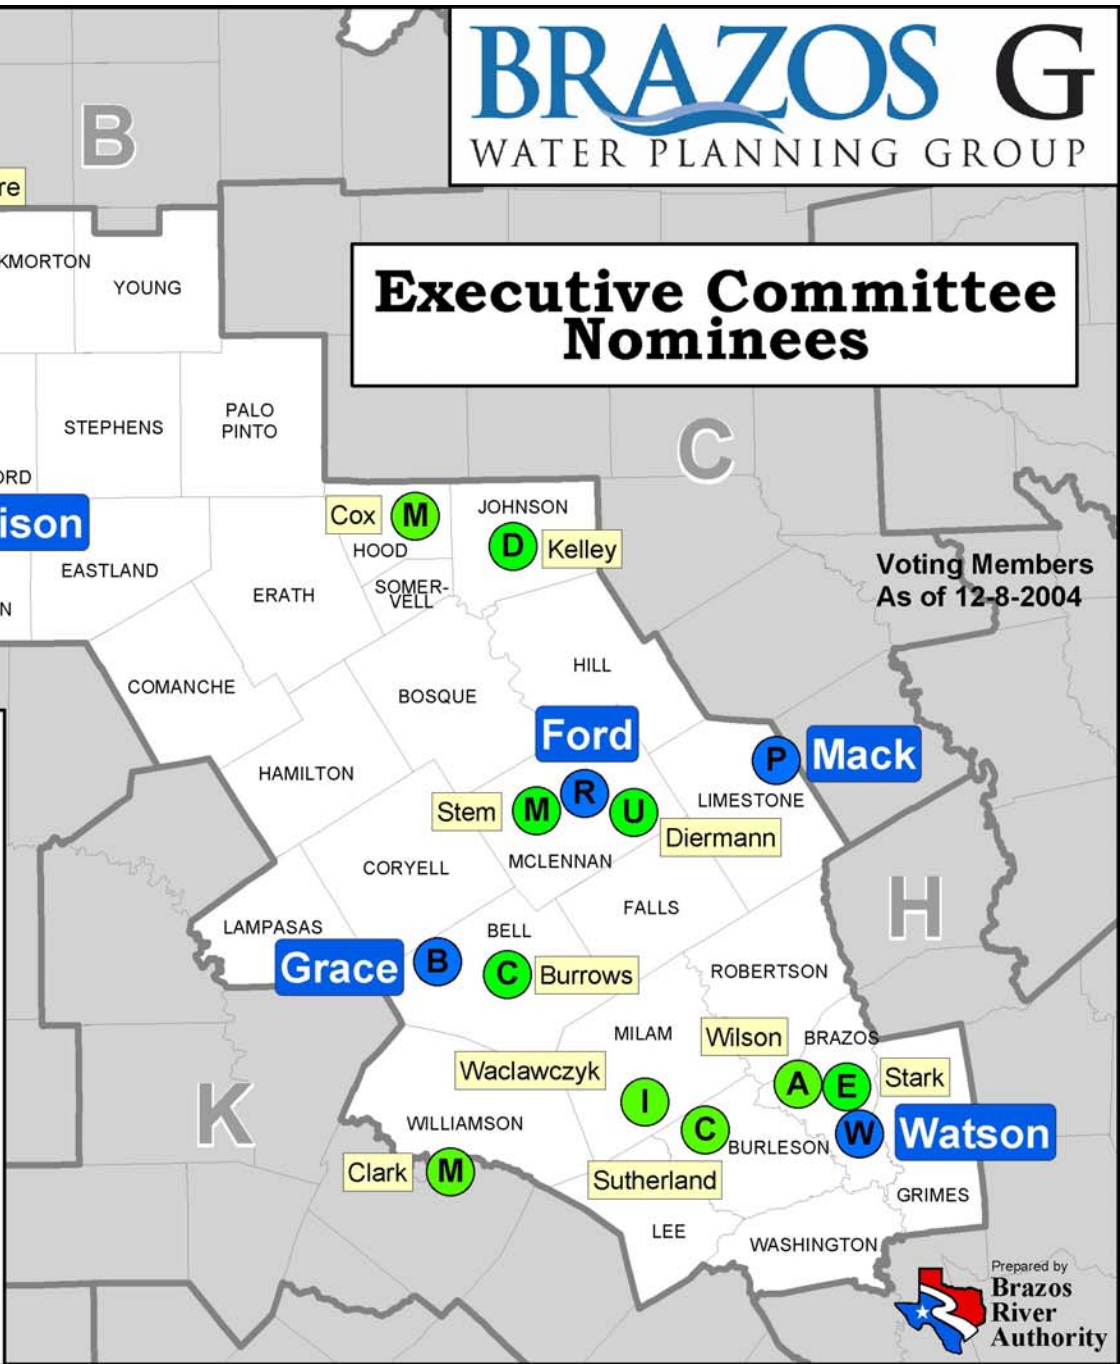 BRAZOS G
WATER PLANNING GROUP
B
re
KMORTON
YOUNG
Executive Committee
Nominees
STEPHENS
PALO
PINTO
C
ORD
ison
Cox
M
HOOD
JOHNSON
D
Kelley
EASTLAND
ERATH
SOMER-
VELL
N
Voting Members
As of 12-8-2004
COMANCHE
BOSQUE
HILL
Ford
P
Mack
HAMILTON
Stem
M
R
U
LIMESTONE
Diermann
MCLENNAN
CORYELL
FALLS
H
LAMPASAS
BELL
Grace
B
C
Burrows
ROBERTSON
MILAM
Wilson
BRAZOS
Waclawczyk
A
E
Stark
I
K
WILLIAMSON
C
BURLESON
W
Watson
Clark
M
Sutherland
GRIMES
LEE
WASHINGTON
Prepared by
Brazos
River
Authority